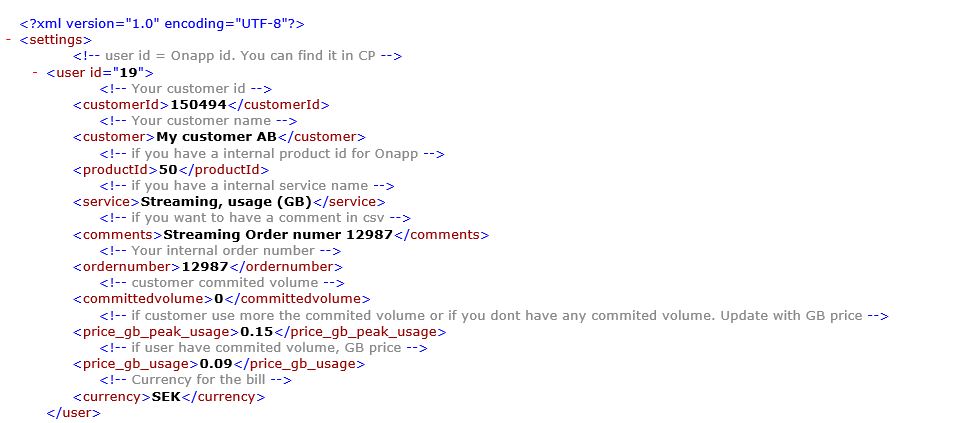 <?xml version="1.0" encoding="UTF-8"?>
- <settings>
<!-- user id = Onapp id. You can find it in CP -->
- <user id="19">
<!-- Your customer id -->
<customerId>150494</customerId>
<!-- Your customer name -->
<customer>My customer AB</customer>
<!-- if you have a internal product id for Onapp -->
<productId>50</productId>
<!-- if you have a internal service name -->
<service>Streaming, usage (GB)</service>
<!-- if you want to have a comment in csv -->
<comments>Streaming Order numer 12987</comments>
<!-- Your internal order number -->
<ordernumber>12987</ordernumber>
<!-- customer commited volume -->
<committedvolume>0</committedvolume>
<!-- if customer use more the commited volume or if you dont have any commited volume. Update with GB price -->
<price_gb_peak_usage>0.15</price_gb_peak_usage>
<!-- if user have commited volume, GB price -->
<price_gb_usage>0.09</price_gb_usage>
<!-- Currency for the bill -->
<currency>SEK</currency>
</user>